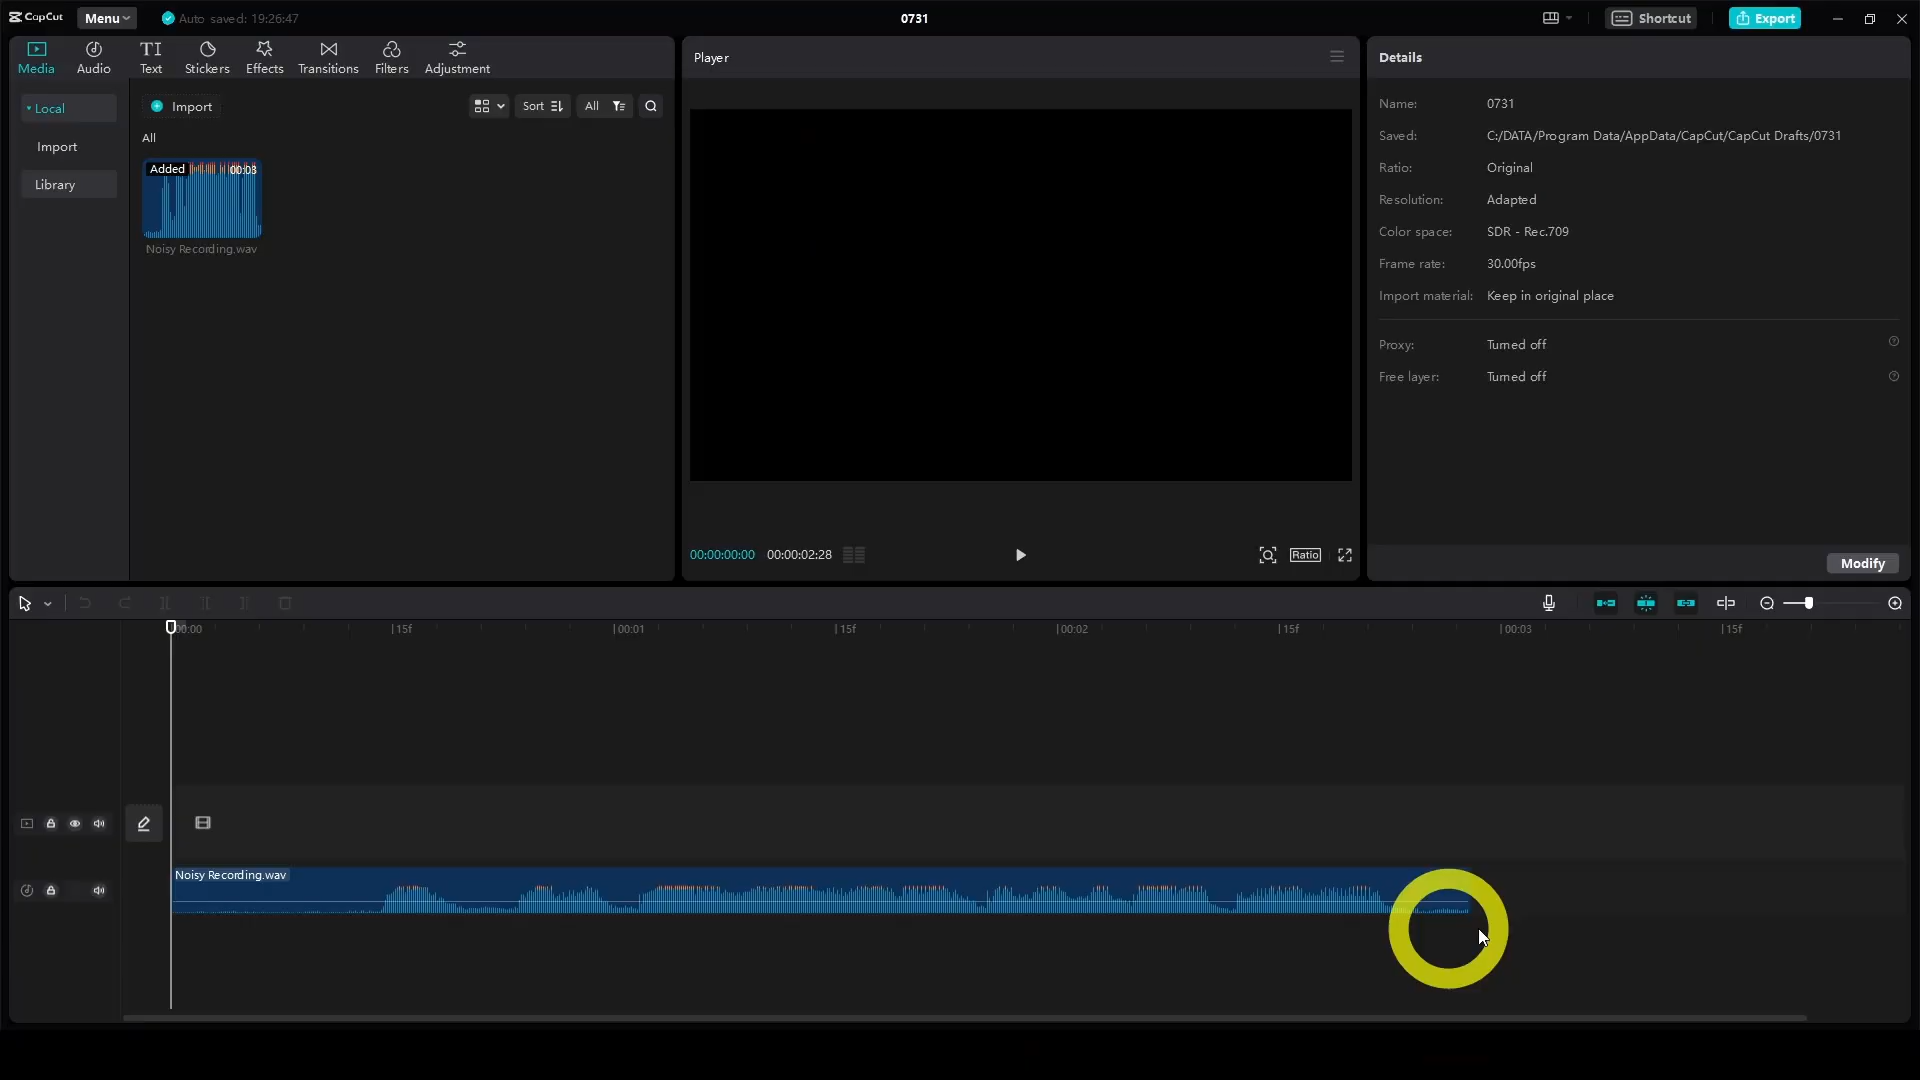 CapCut Menu Auto saved: 19:26:47 0731 Shortcut Export
Media Audio Text Stickers Effects Transitions Filters Adjustment
Local
Import
Library
Import Sort All
All
Added 00:03
Noisy Recording.wav
Player
00:00:00:00 00:00:02:28 Ratio
Details
Name: 0731
Saved: C:/DATA/Program Data/AppData/CapCut/CapCut Drafts/0731
Ratio: Original
Resolution: Adapted
Color space: SDR - Rec.709
Frame rate: 30.00fps
Import material: Keep in original place
Proxy: Turned off
Free layer: Turned off
Modify
00:00 15f 00:01 15f 00:02 15f 00:03 15f
Noisy Recording.wav